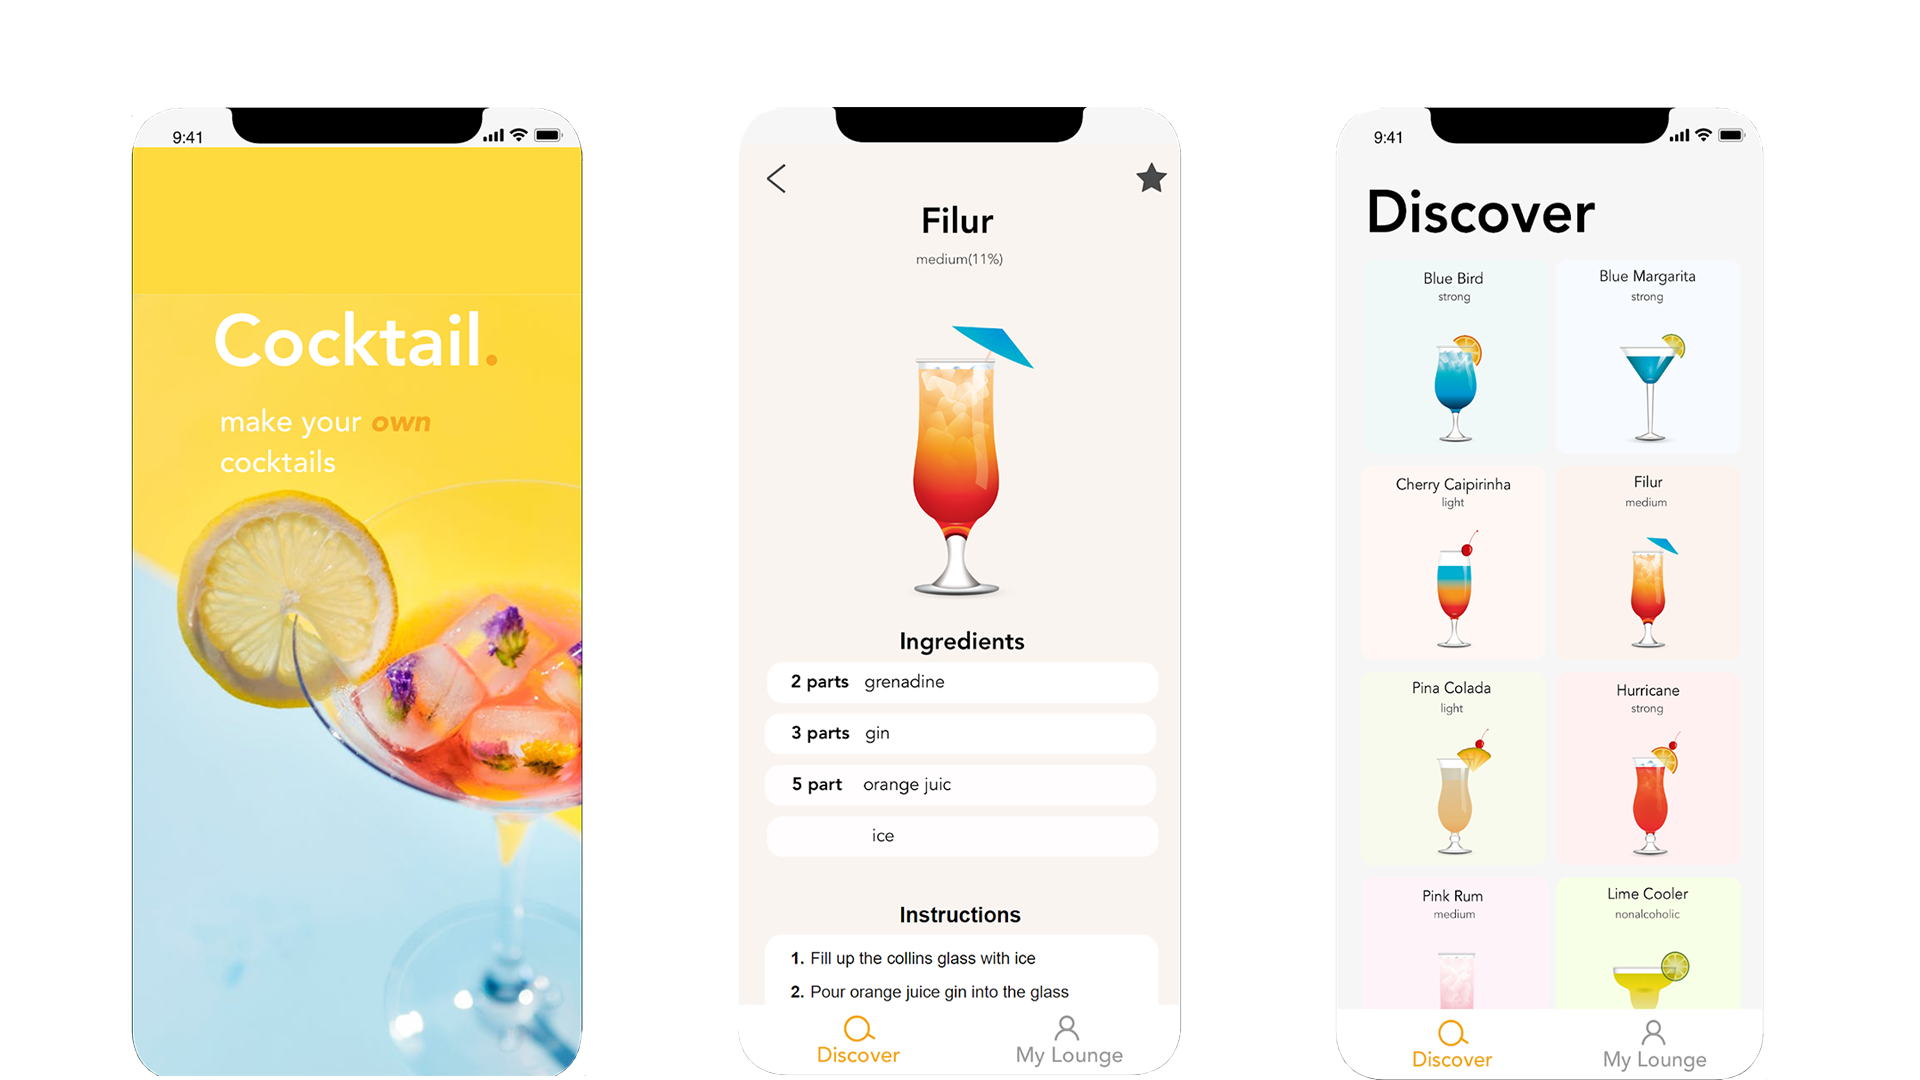 9:41
Cocktail.
make your own
cocktails
Filur
medium(11%)
Ingredients
2 parts grenadine
3 parts gin
5 part orange juic
ice
Instructions
1. Fill up the collins glass with ice
2. Pour orange juice gin into the glass
Discover My Lounge
9:41
Discover
Blue Bird Blue Margarita
strong strong
Cherry Caipirinha Filur
light medium
Pina Colada Hurricane
light strong
Pink Rum Lime Cooler
medium nonalcoholic
Discover My Lounge